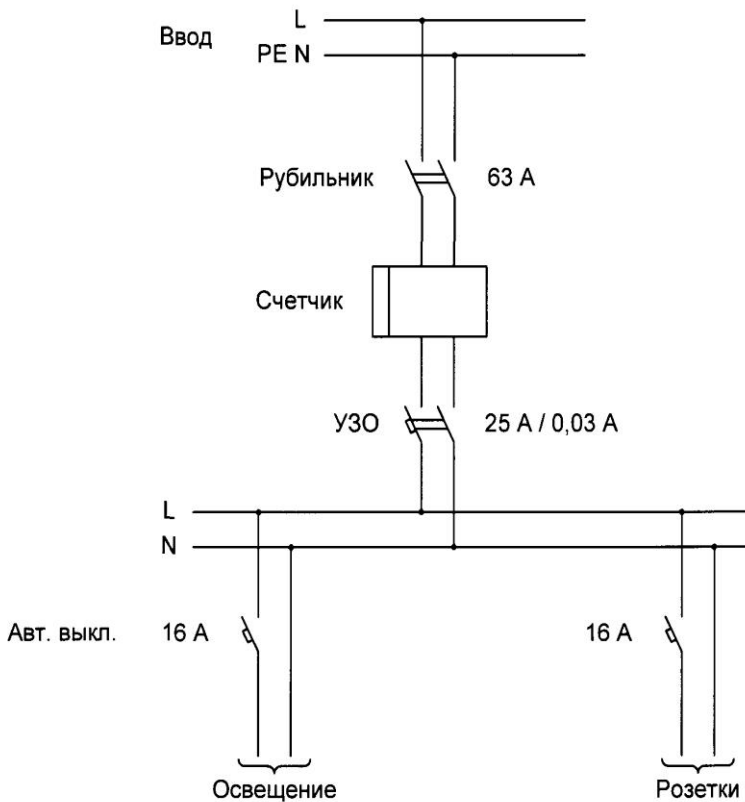 L
Ввод
PE N
Рубильник 63 А
Счетчик
УЗО 25 А / 0,03 А
L
N
Авт. выкл. 16 А 16 А
Освещение Розетки